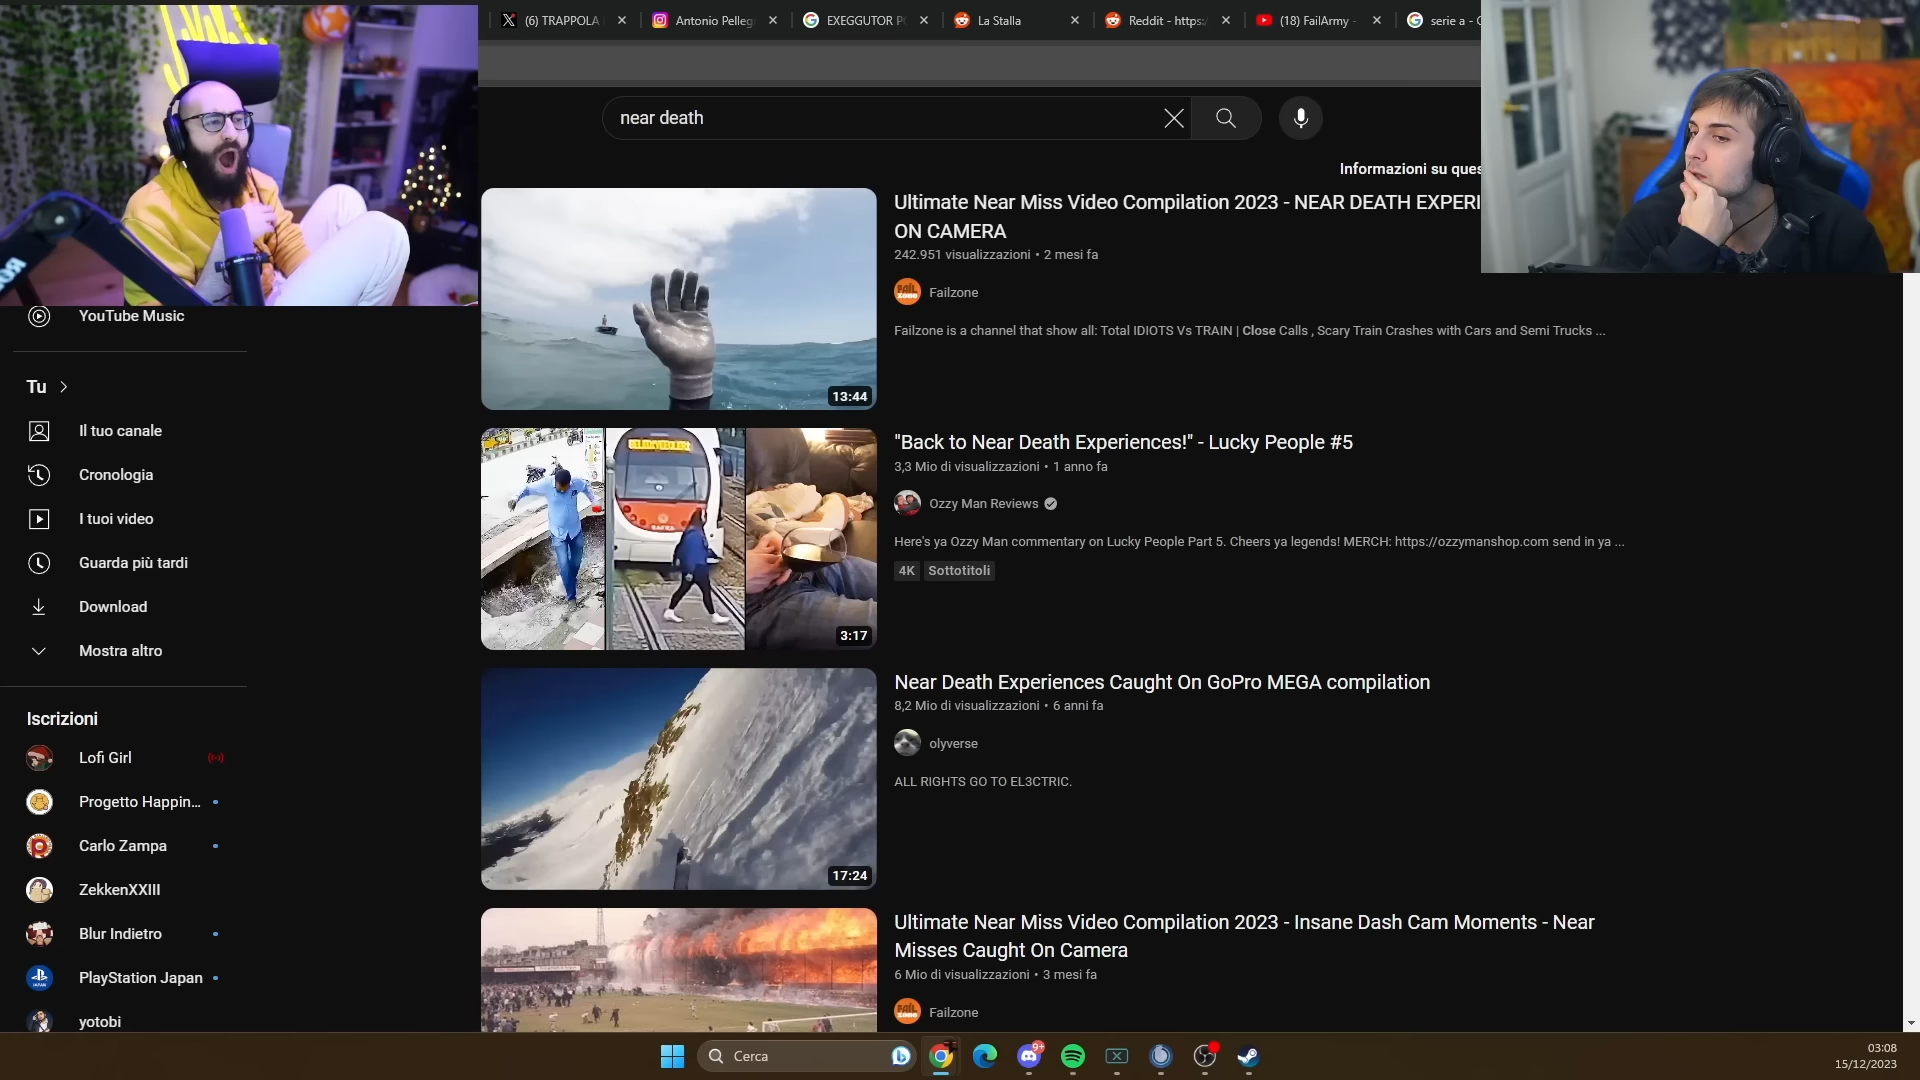 (6) TRAPPOLA
Antonio Pelleg
EXEGGUTOR P
La Stalla
Reddit - https:/
(18) FailArmy -
serie a -
near death
Informazioni su ques
Ultimate Near Miss Video Compilation 2023 - NEAR DEATH EXPERI
ON CAMERA
242.951 visualizzazioni • 2 mesi fa
Failzone
Failzone is a channel that show all: Total IDIOTS Vs TRAIN | Close Calls , Scary Train Crashes with Cars and Semi Trucks ...
13:44
"Back to Near Death Experiences!" - Lucky People #5
3,3 Mio di visualizzazioni • 1 anno fa
Ozzy Man Reviews
Here's ya Ozzy Man commentary on Lucky People Part 5. Cheers ya legends! MERCH: https://ozzymanshop.com send in ya ...
4K Sottotitoli
3:17
Near Death Experiences Caught On GoPro MEGA compilation
8,2 Mio di visualizzazioni • 6 anni fa
olyverse
ALL RIGHTS GO TO EL3CTRIC.
17:24
Ultimate Near Miss Video Compilation 2023 - Insane Dash Cam Moments - Near
Misses Caught On Camera
6 Mio di visualizzazioni • 3 mesi fa
Failzone
YouTube Music
Tu
Il tuo canale
Cronologia
I tuoi video
Guarda più tardi
Download
Mostra altro
Iscrizioni
Lofi Girl
Progetto Happin...
Carlo Zampa
ZekkenXXIII
Blur Indietro
PlayStation Japan
yotobi
Cerca
9+
03:08
15/12/2023